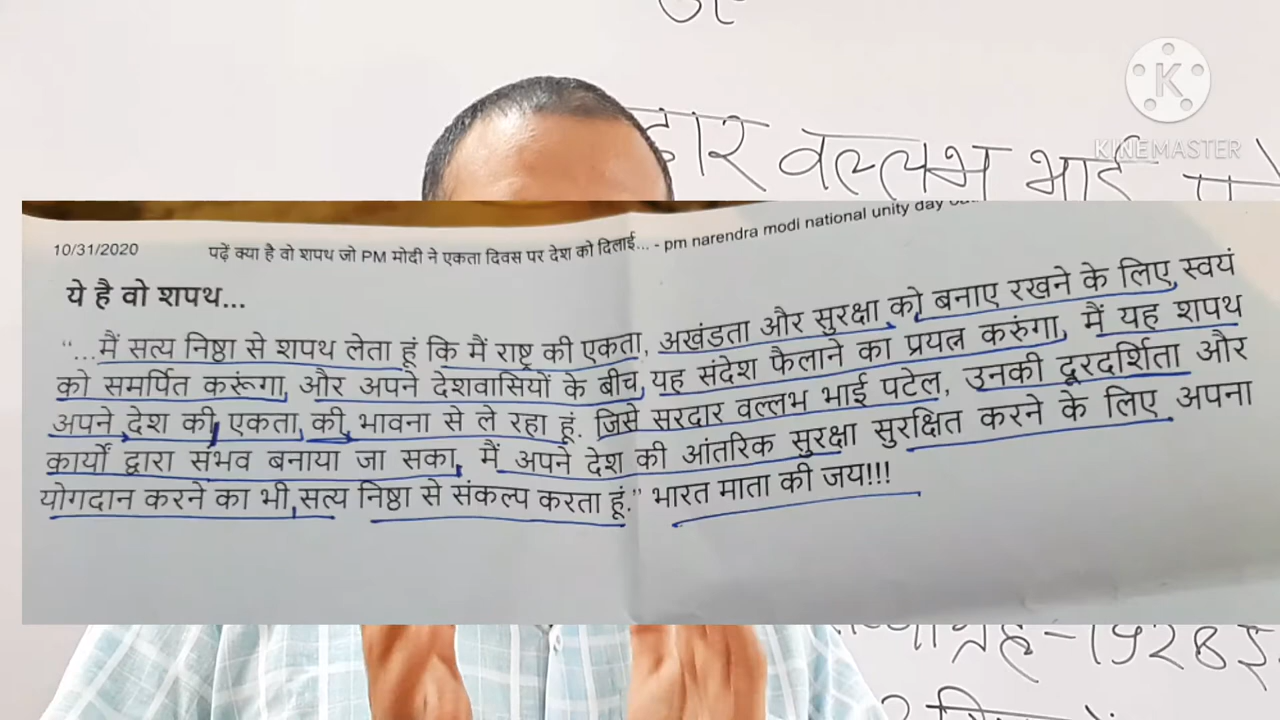 दार वल्लभ भाई
KINEMASTER
10/31/2020 पढ़ें क्या है वो शपथ जो PM मोदी ने एकता दिवस पर देश को दिलाई... - pm narendra modi national unity day
ये है वो शपथ...
“...मैं सत्य निष्ठा से शपथ लेता हूं कि मैं राष्ट्र की एकता, अखंडता और सुरक्षा को बनाए रखने के लिए स्वयं
को समर्पित करूंगा, और अपने देशवासियों के बीच यह संदेश फैलाने का प्रयत्न करुंगा, मैं यह शपथ
अपने देश की एकता की भावना से ले रहा हूं. जिसे सरदार वल्लभ भाई पटेल, उनकी दूरदर्शिता और
कार्यों द्वारा संभव बनाया जा सका, मैं अपने देश की आंतरिक सुरक्षा सुरक्षित करने के लिए अपना
योगदान करने का भी सत्य निष्ठा से संकल्प करता हूं.” भारत माता की जय!!!
-1928ई.